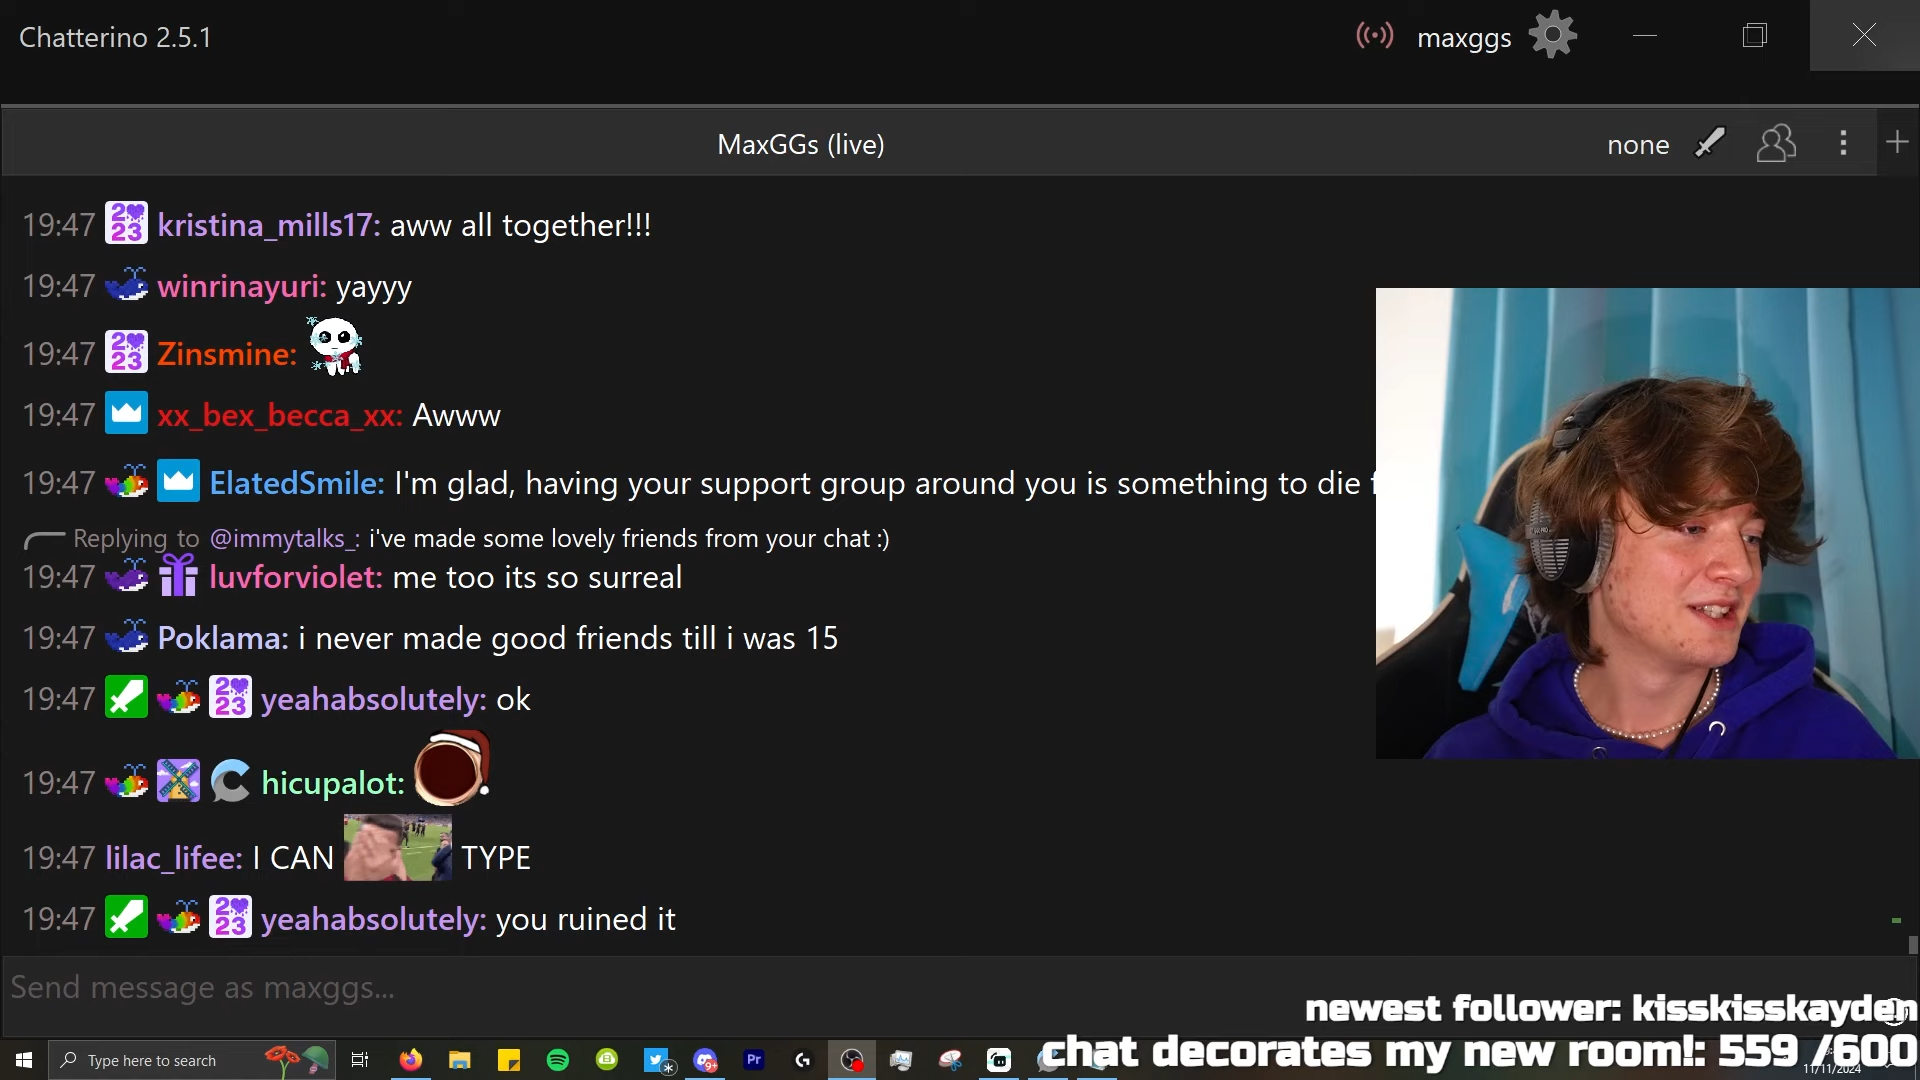 Chatterino 2.5.1
maxggs
MaxGGs (live)
none
19:47 kristina_mills17: aww all together!!!
19:47 winrinayuri: yayyy
19:47 Zinsmine:
19:47 xx_bex_becca_xx: Awww
19:47 ElatedSmile: I'm glad, having your support group around you is something to die
Replying to @immytalks_: i've made some lovely friends from your chat :)
19:47 luvforviolet: me too its so surreal
19:47 Poklama: i never made good friends till i was 15
19:47 yeahabsolutely: ok
19:47 hicupalot:
19:47 lilac_lifee: I CAN TYPE
19:47 yeahabsolutely: you ruined it
Send message as maxggs...
newest follower: kisskisskayden
chat decorates my new room!: 559 /600
Type here to search
11/11/2024